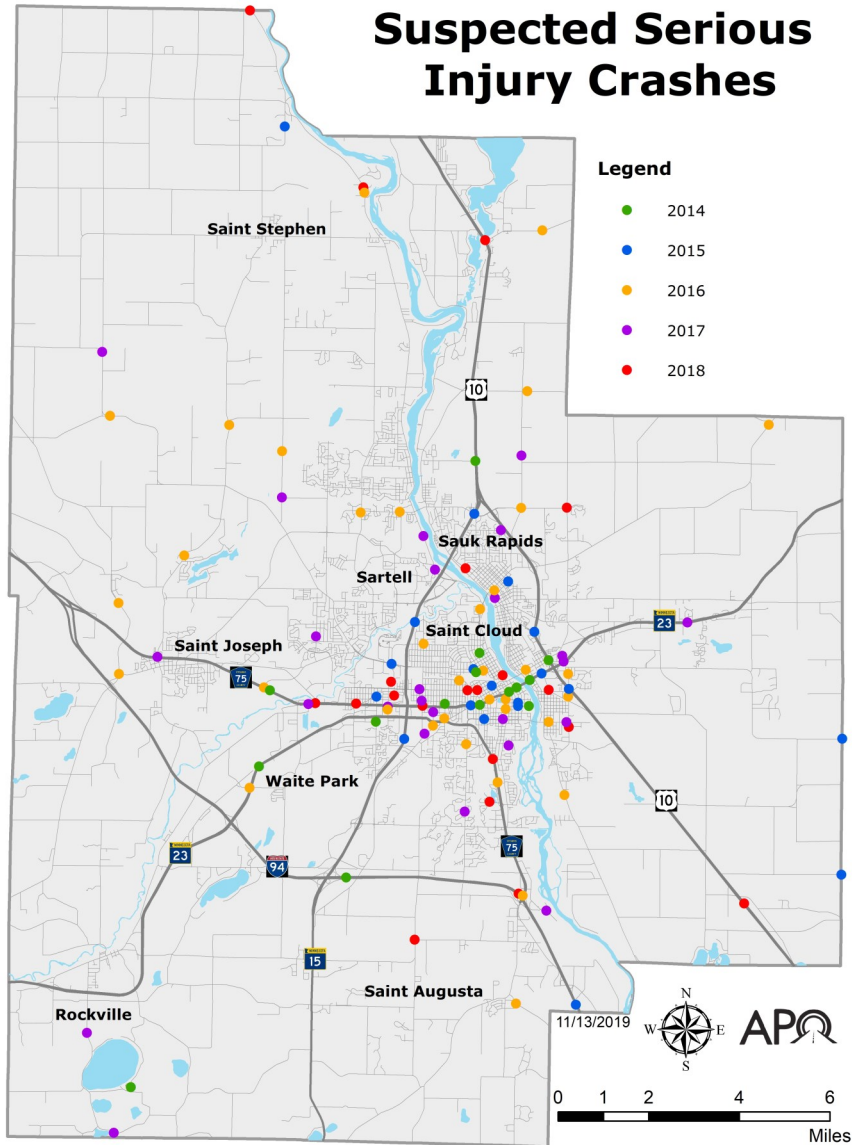 Suspected Serious
Injury Crashes
Legend
2014
2015
2016
2017
2018
Saint Stephen
10
Sauk Rapids
Sartell
23
Saint Cloud
Saint Joseph
75
Waite Park
10
23
94
75
15
Saint Augusta
Rockville
11/13/2019
N
W
E
S
APO
0
2
4
6
Miles